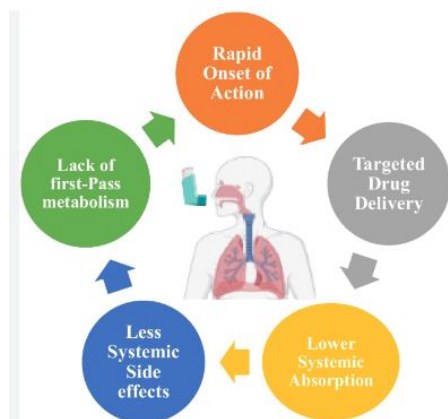 Rapid
Onset of
Action
Targeted
Drug
Delivery
Lower
Systemic
Absorption
Less
Systemic
Side
effects
Lack of
first-Pass
metabolism